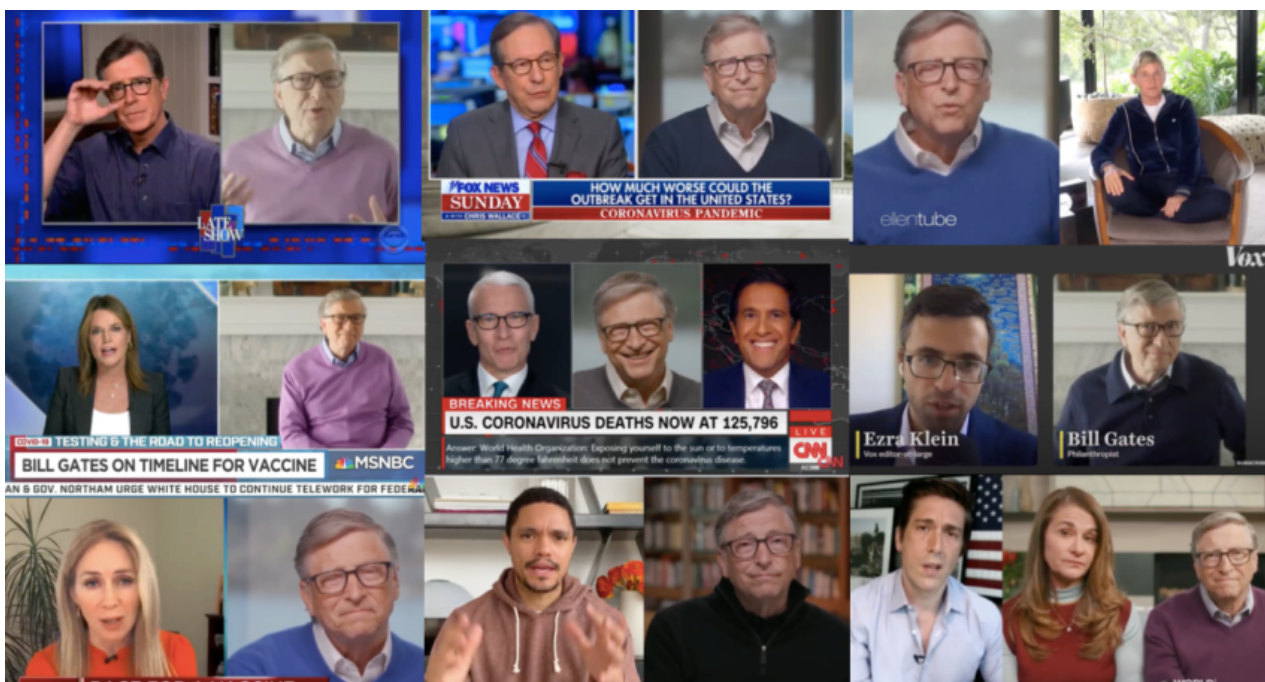 LATE
SHOW
FOX NEWS
SUNDAY
WITH CHRIS WALLACE
HOW MUCH WORSE COULD THE
OUTBREAK GET IN THE UNITED STATES?
CORONAVIRUS PANDEMIC
ellentube
COVID-19 TESTING & THE ROAD TO REOPENING
BILL GATES ON TIMELINE FOR VACCINE
MSNBC
AN & GOV. NORTHAM URGE WHITE HOUSE TO CONTINUE TELEWORK FOR FEDERA
BREAKING NEWS
U.S. CORONAVIRUS DEATHS NOW AT 125,796
Answer: World Health Organization: Exposing yourself to the sun or to temperatures
higher than 77 degree fahrenheit does not prevent the coronavirus disease.
LIVE
CNN
Vox
Ezra Klein
Vox editor-at-large
Bill Gates
Philanthropist